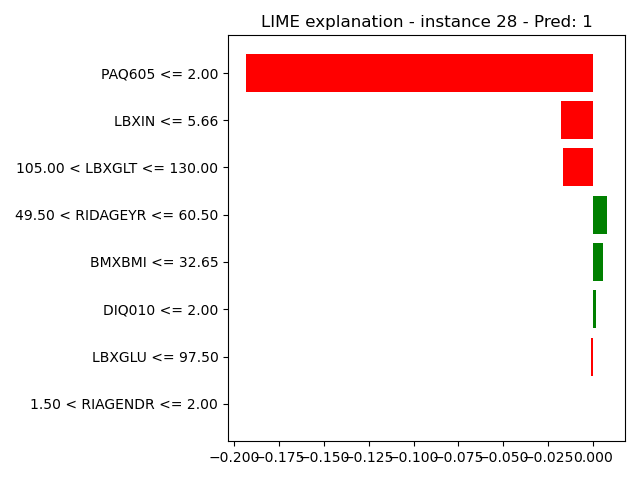 LIME explanation - instance 28 - Pred: 1
PAQ605 <= 2.00
LBXIN <= 5.66
105.00 < LBXGLT <= 130.00
49.50 < RIDAGEYR <= 60.50
BMXBMI <= 32.65
DIQ010 <= 2.00
LBXGLU <= 97.50
1.50 < RIAGENDR <= 2.00
−0.200 −0.175 −0.150 −0.125 −0.100 −0.075 −0.050 −0.025 0.000